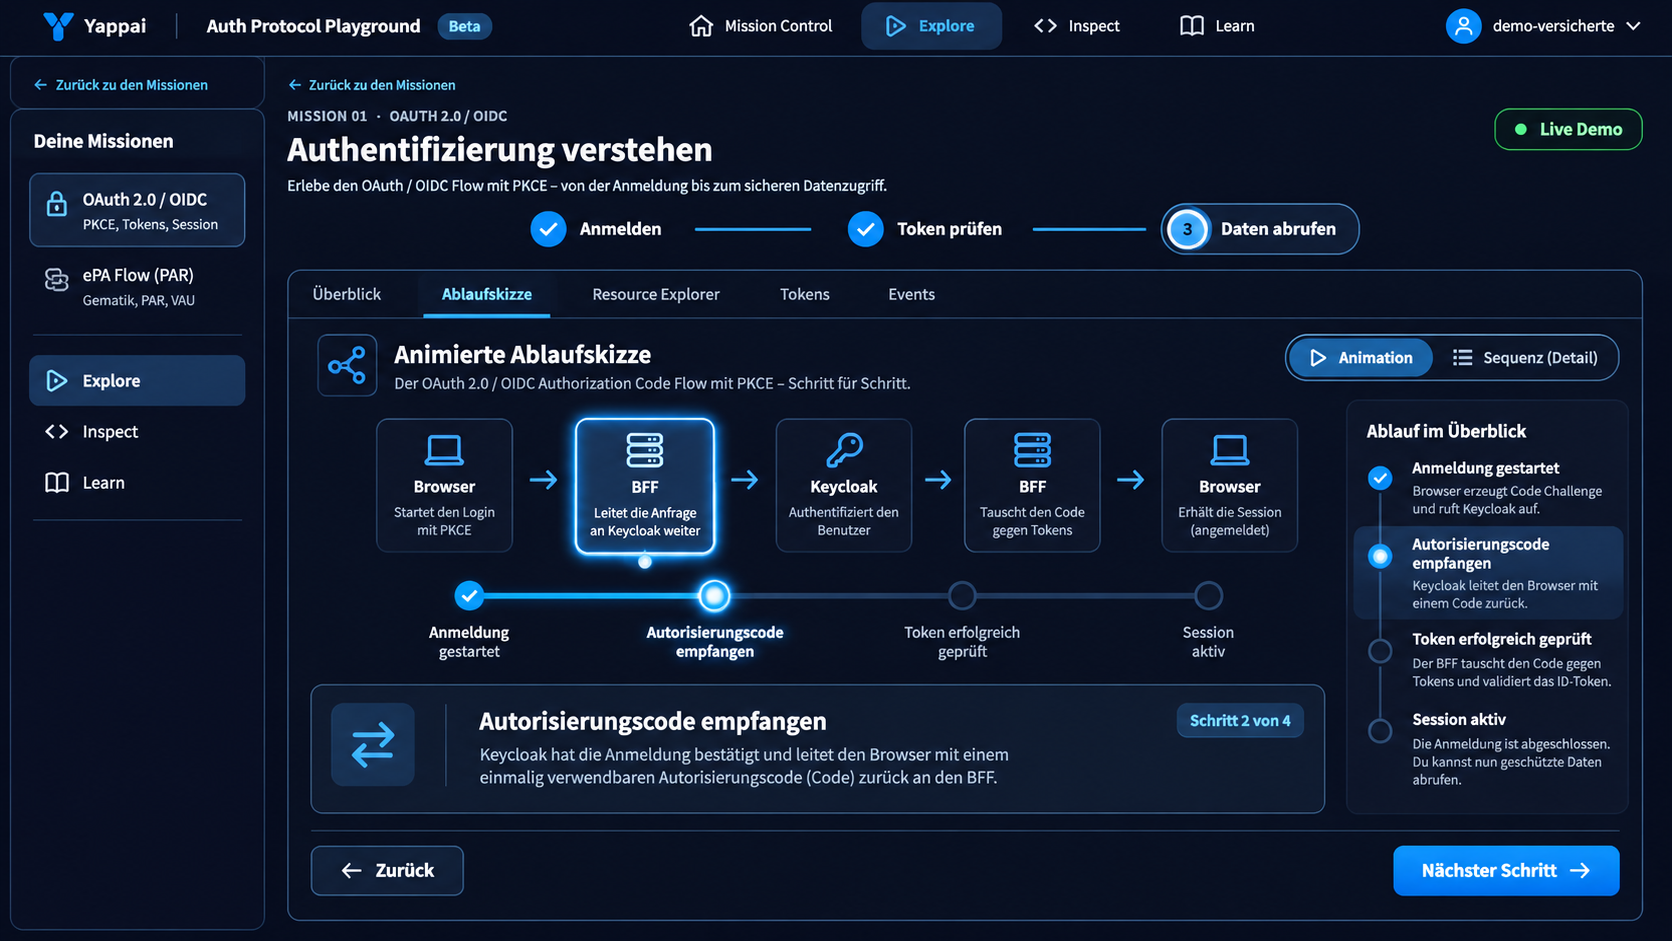 Yappai
Auth Protocol Playground
Beta
Mission Control
Explore
Inspect
Learn
demo-versicherte
← Zurück zu den Missionen
Deine Missionen
OAuth 2.0 / OIDC
PKCE, Tokens, Session
ePA Flow (PAR)
Gematik, PAR, VAU
Explore
Inspect
Learn
← Zurück zu den Missionen
MISSION 01 · OAUTH 2.0 / OIDC
Authentifizierung verstehen
Erlebe den OAuth / OIDC Flow mit PKCE – von der Anmeldung bis zum sicheren Datenzugriff.
Live Demo
Anmelden
Token prüfen
3 Daten abrufen
Überblick
Ablaufskizze
Resource Explorer
Tokens
Events
Animierte Ablaufskizze
Der OAuth 2.0 / OIDC Authorization Code Flow mit PKCE – Schritt für Schritt.
Animation
Sequenz (Detail)
Browser
Startet den Login
mit PKCE
BFF
Leitet die Anfrage
an Keycloak weiter
Keycloak
Authentifiziert den
Benutzer
BFF
Tauscht den Code
gegen Tokens
Browser
Erhält die Session
(angemeldet)
Anmeldung
gestartet
Autorisierungscode
empfangen
Token erfolgreich
geprüft
Session
aktiv
Autorisierungscode empfangen
Schritt 2 von 4
Keycloak hat die Anmeldung bestätigt und leitet den Browser mit einem
einmalig verwendbaren Autorisierungscode (Code) zurück an den BFF.
Ablauf im Überblick
Anmeldung gestartet
Browser erzeugt Code Challenge
und ruft Keycloak auf.
Autorisierungscode
empfangen
Keycloak leitet den Browser mit
einem Code zurück.
Token erfolgreich geprüft
Der BFF tauscht den Code gegen
Tokens und validiert das ID-Token.
Session aktiv
Die Anmeldung ist abgeschlossen.
Du kannst nun geschützte Daten
abrufen.
← Zurück
Nächster Schritt →